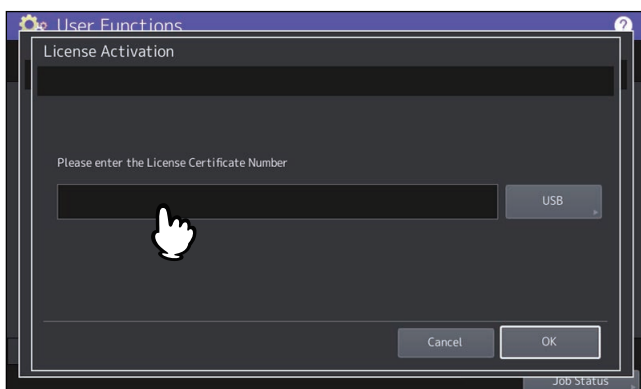 User Functions
?
License Activation
Please enter the License Certificate Number
USB
Cancel
OK
Job Status